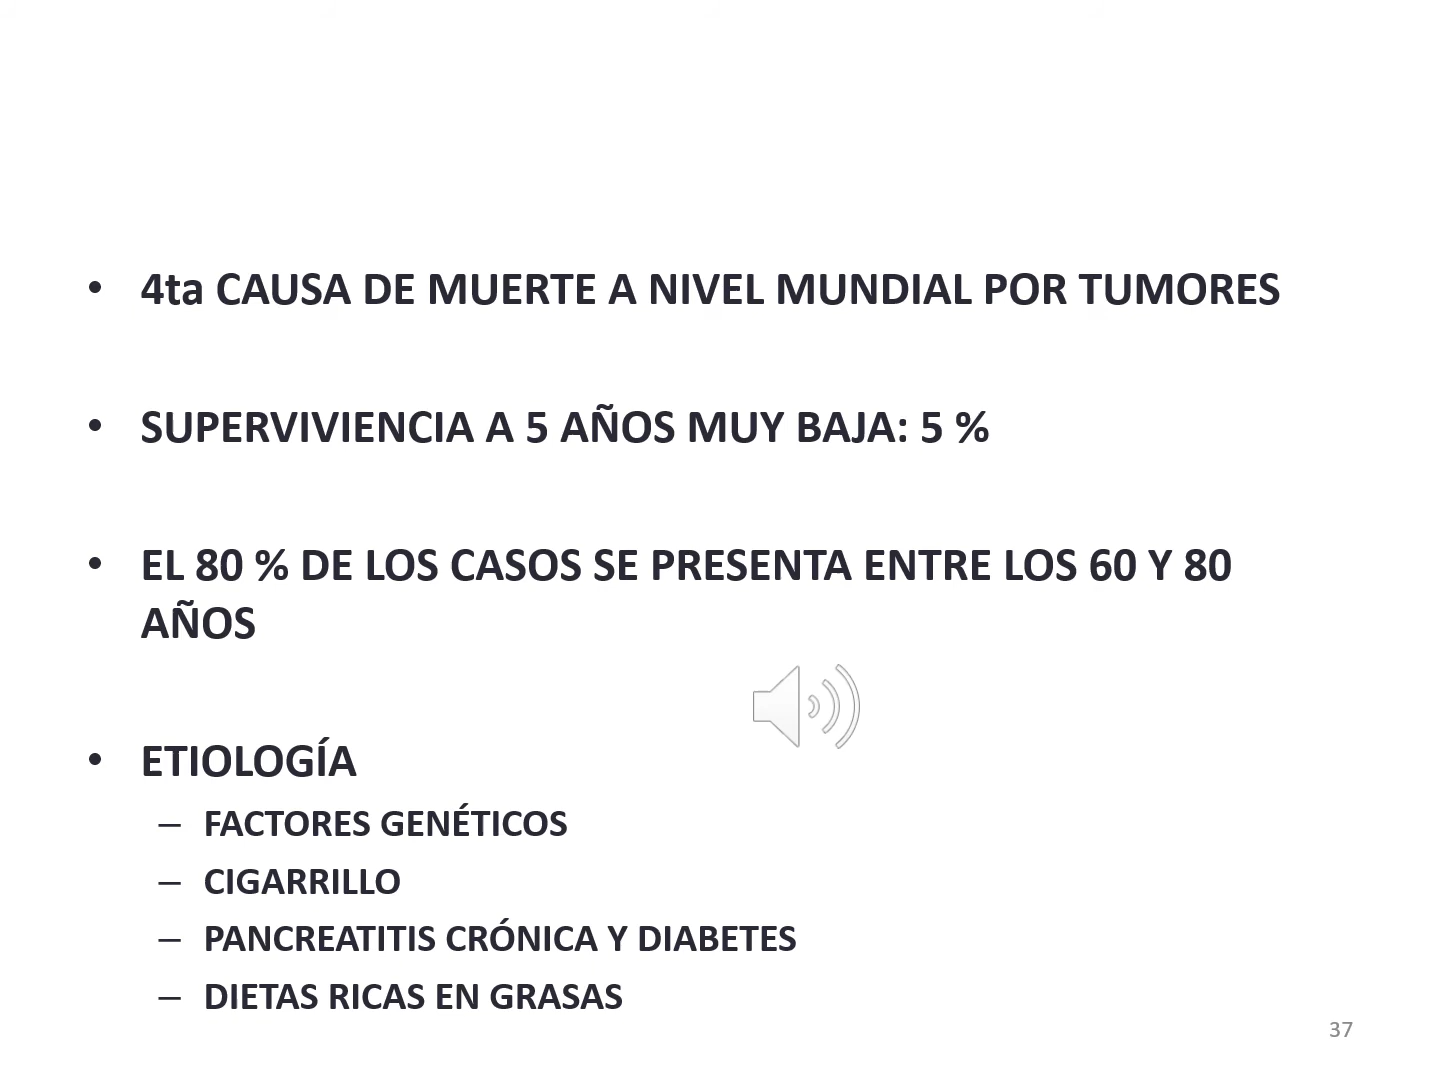 • 4ta CAUSA DE MUERTE A NIVEL MUNDIAL POR TUMORES
• SUPERVIVIENCIA A 5 AÑOS MUY BAJA: 5 %
• EL 80 % DE LOS CASOS SE PRESENTA ENTRE LOS 60 Y 80
AÑOS
• ETIOLOGÍA
– FACTORES GENÉTICOS
– CIGARRILLO
– PANCREATITIS CRÓNICA Y DIABETES
– DIETAS RICAS EN GRASAS
37